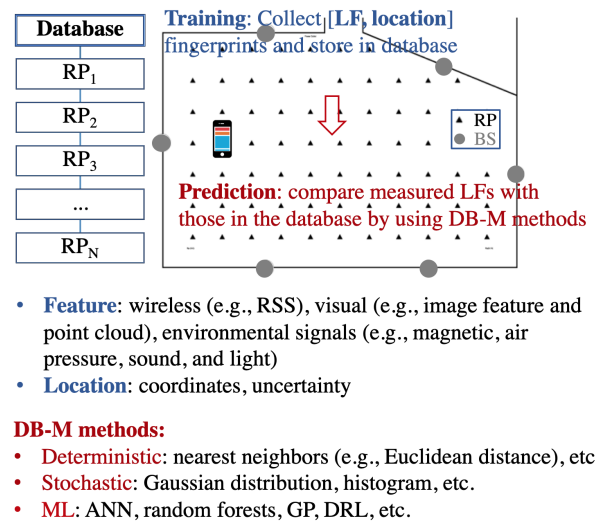 Database
RP1
RP2
RP3
...
RPN
Training: Collect [LF, location]
fingerprints and store in database
RP
BS
Prediction: compare measured LFs with
those in the database by using DB-M methods
• Feature: wireless (e.g., RSS), visual (e.g., image feature and
point cloud), environmental signals (e.g., magnetic, air
pressure, sound, and light)
• Location: coordinates, uncertainty
DB-M methods:
• Deterministic: nearest neighbors (e.g., Euclidean distance), etc
• Stochastic: Gaussian distribution, histogram, etc.
• ML: ANN, random forests, GP, DRL, etc.